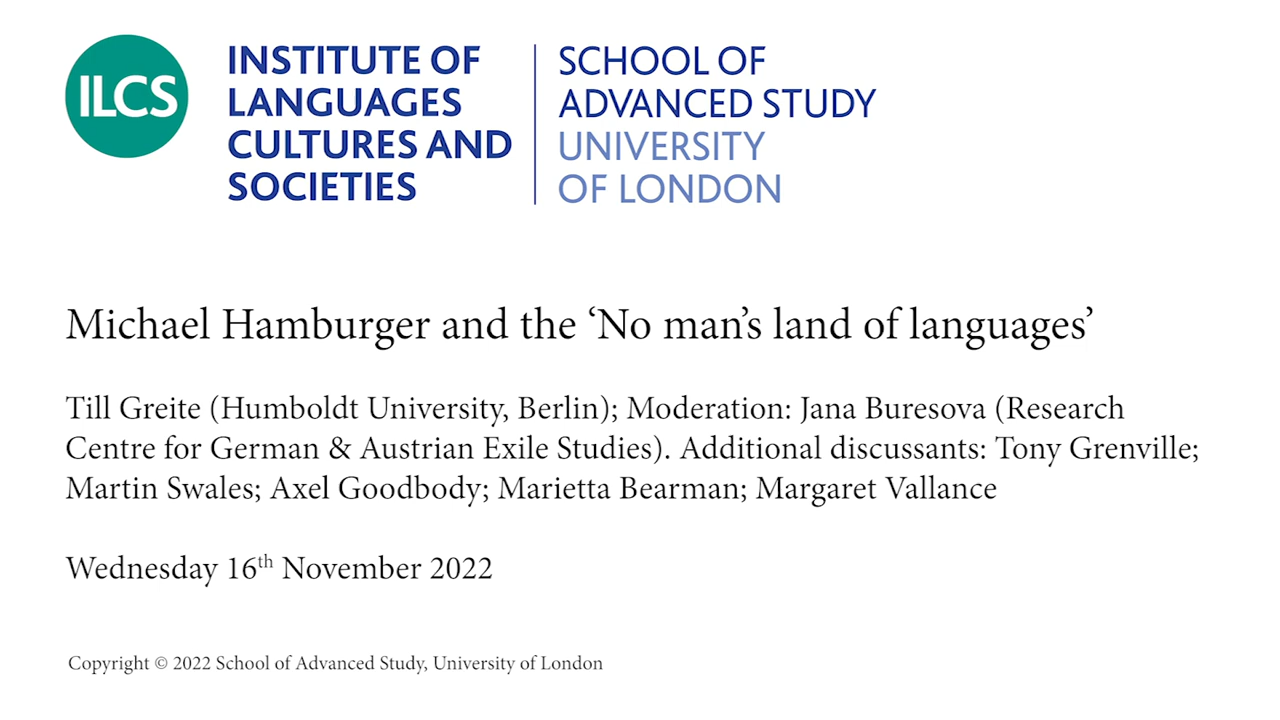 ILCS
INSTITUTE OF
LANGUAGES
CULTURES AND
SOCIETIES
SCHOOL OF
ADVANCED STUDY
UNIVERSITY
OF LONDON
Michael Hamburger and the ‘No man’s land of languages’
Till Greite (Humboldt University, Berlin); Moderation: Jana Buresova (Research
Centre for German & Austrian Exile Studies). Additional discussants: Tony Grenville;
Martin Swales; Axel Goodbody; Marietta Bearman; Margaret Vallance
Wednesday 16th November 2022
Copyright © 2022 School of Advanced Study, University of London